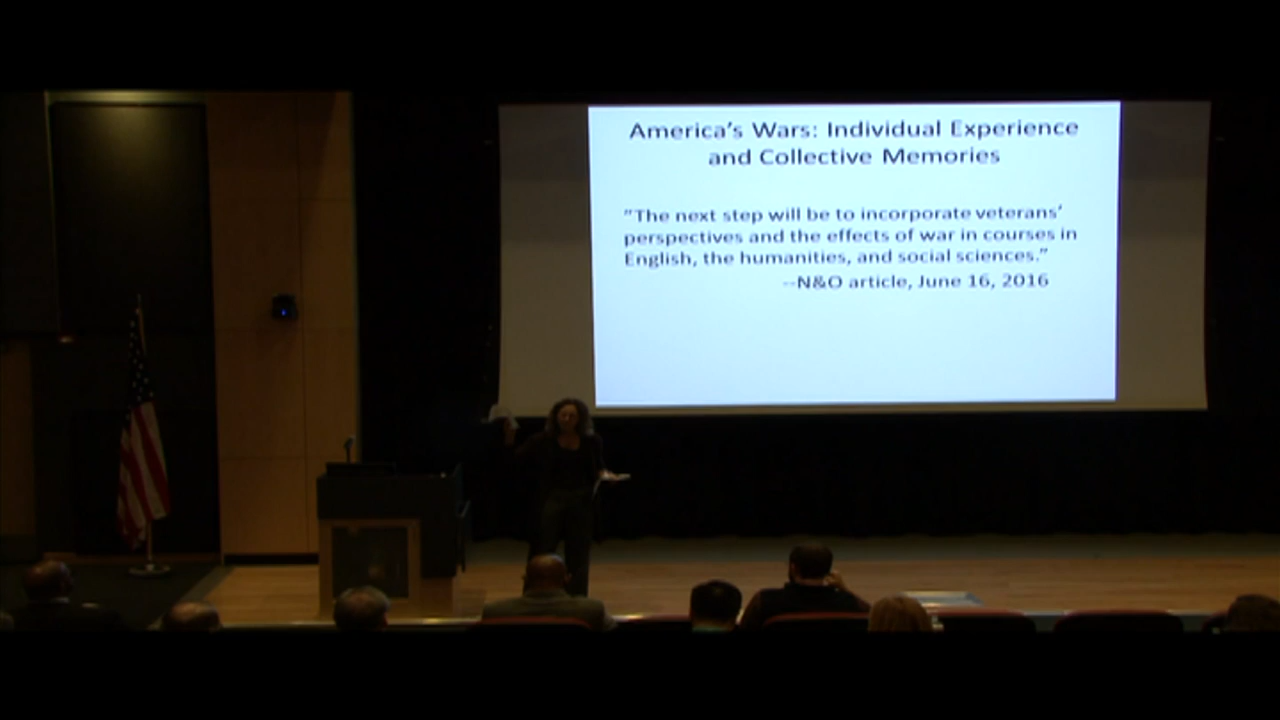 America's Wars: Individual Experience
and Collective Memories
"The next step will be to incorporate veterans'
perspectives and the effects of war in courses in
English, the humanities, and social sciences."
--N&O article, June 16, 2016